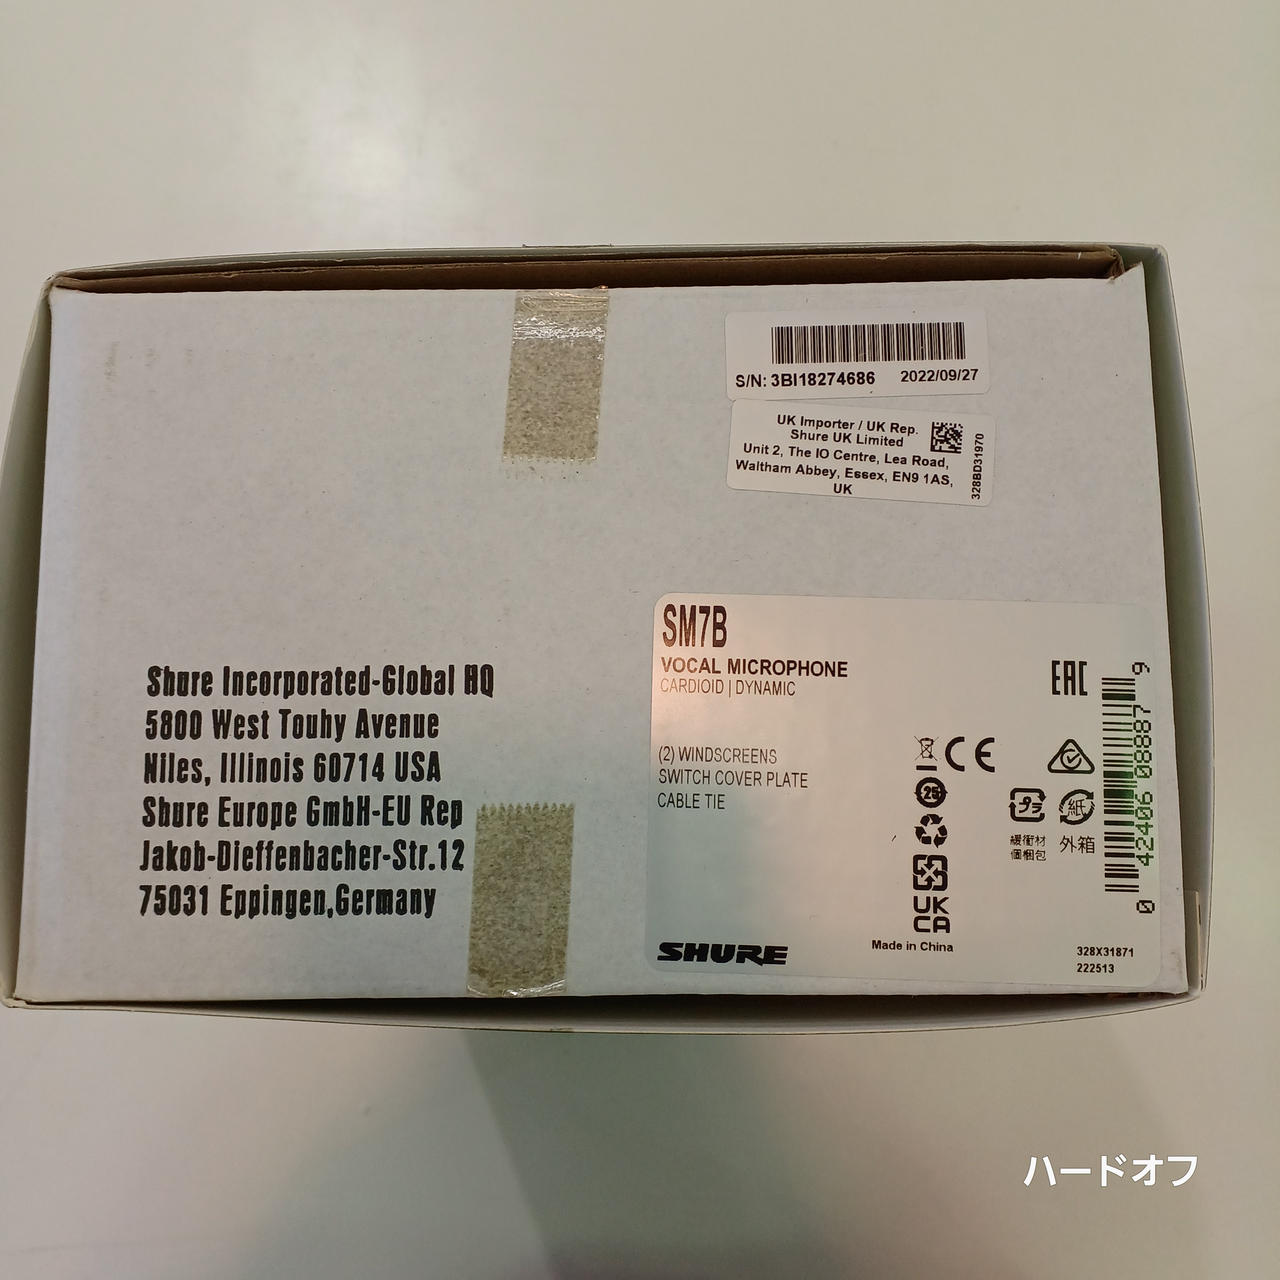 S/N: 3BI18274686 2022/09/27
UK Importer / UK Rep.
Shure UK Limited
Unit 2, The IO Centre, Lea Road,
Waltham Abbey, Essex, EN9 1AS,
UK
328BD31970
Shure Incorporated-Global HQ
5800 West Touhy Avenue
Niles, Illinois 60714 USA
Shure Europe GmbH-EU Rep
Jakob-Dieffenbacher-Str.12
75031 Eppingen,Germany
SM7B
VOCAL MICROPHONE
CARDIOID | DYNAMIC
(2) WINDSCREENS
SWITCH COVER PLATE
CABLE TIE
EAC
CE
25
プラ
紙
緩衝材
個梱包
外箱
UK
CA
Made in China
SHURE
0 42406 08887 9
328X31871
222513
ハードオフ